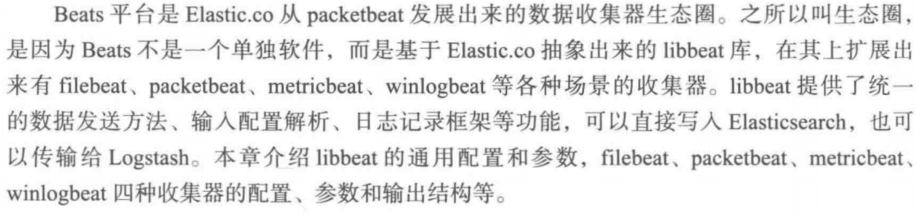 Beats 平台是 Elastic.co 从 packetbeat 发展出来的数据收集器生态圈。之所以叫生态圈，
是因为 Beats 不是一个单独软件，而是基于 Elastic.co 抽象出来的 libbeat 库，在其上扩展出
来有 filebeat、packetbeat、metricbeat、winlogbeat 等各种场景的收集器。libbeat 提供了统一
的数据发送方法、输入配置解析、日志记录框架等功能，可以直接写入 Elasticsearch，也可
以传输给 Logstash。本章介绍 libbeat 的通用配置和参数，filebeat、packetbeat、metricbeat、
winlogbeat 四种收集器的配置、参数和输出结构等。